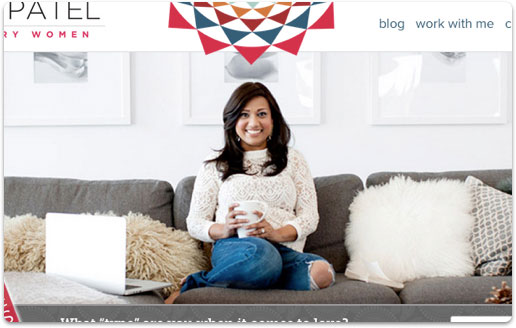 PATEL
RY WOMEN
blog work with me
What "type" are you when it comes to love?